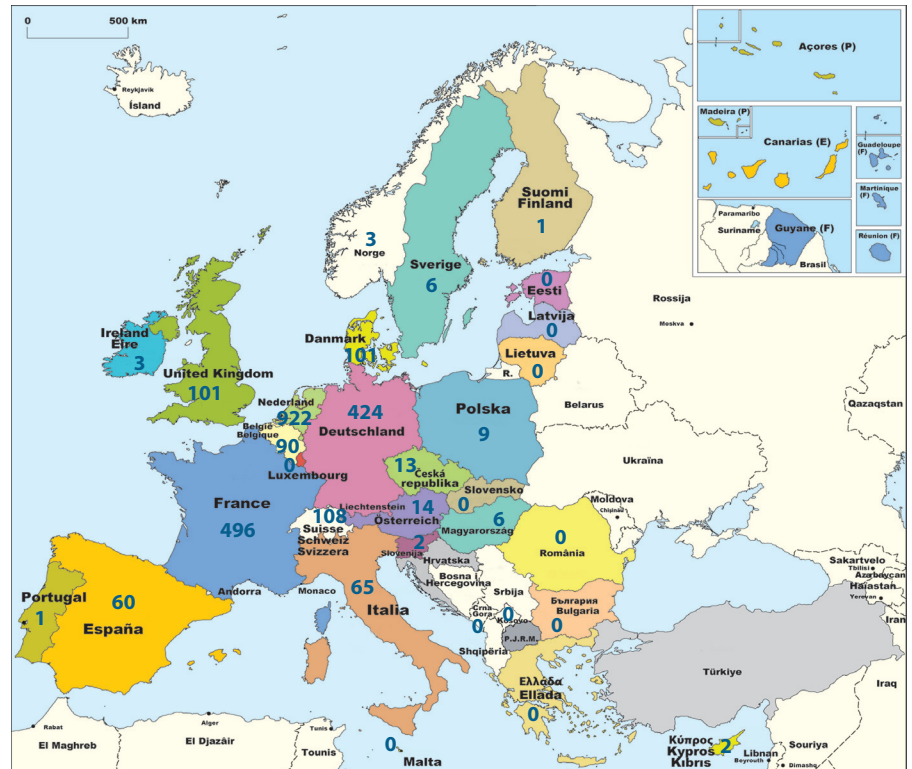 0 500 km
Reykjavik
Ísland
Açores (P)
Madeira (P)
Canarias (E)
Guadeloupe
(F)
Martinique
(F)
Paramaribo
Suriname
Guyane (F)
Brasil
Réunion (F)
Suomi
Finland
1
3
Norge
Sverige
6
0
Eesti
Latvija
0
Lietuva
0
R.
Rossija
Moskva
Ireland
Éire
3
United Kingdom
101
Danmark
101
Nederland
922
België
Belgique
90
0
Luxembourg
424
Deutschland
Polska
9
Belarus
Qazaqstan
Ukraïna
13
Česká
republika
Slovensko
0
Moldova
Chişinău
France
496
Liechtenstein
108
Suisse
Schweiz
Svizzera
14
Österreich
6
Magyarország
2
Slovenija
Hrvatska
0
România
Bosna i
Hercegovina
Srbija
Crna
Gora
0
0
Kosovo
България
Bulgaria
0
P.J.R.M.
Shqipëria
Sakartvelo
Tbilisi
Azərbaycan
Haïastan
Yerevan
Iran
Portugal
1
60
España
Andorra
Monaco
65
Italia
Türkiye
Ελλάδα
Ellada
0
Iraq
Rabat
El Maghreb
Alger
El Djazâir
Tunis
Tounis
0
Malta
Κύπρος
Kypros
Kıbrıs
2
Libnan
Beyrouth
Souriya
Dimashq